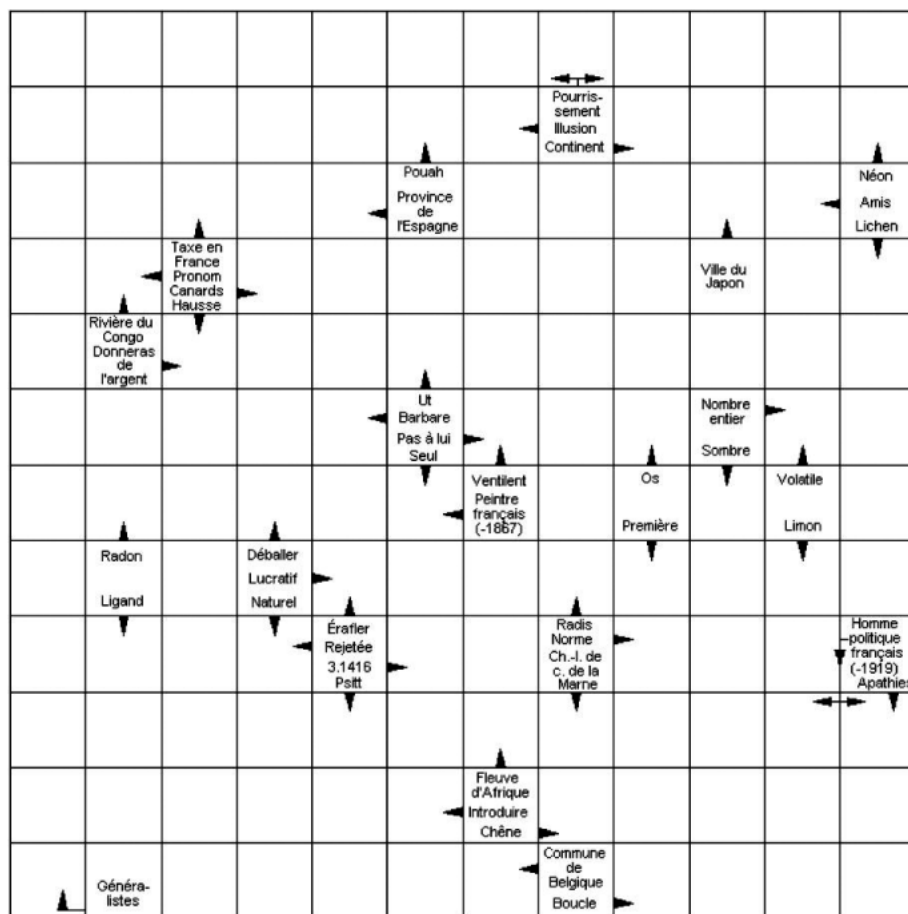 Pourris-
sement
Illusion
Continent
Pouah
Province
de
l'Espagne
Néon
Amis
Lichen
Taxe en
France
Pronom
Canards
Hausse
Ville du
Japon
Rivière du
Congo
Donneras
de
l'argent
Ut
Barbare
Pas à lui
Seul
Nombre
entier
Sombre
Ventilent
Peintre
français
(-1867)
Os
Première
Volatile
Limon
Radon
Ligand
Déballer
Lucratif
Naturel
Érafler
Rejetée
3.1416
Psitt
Radis
Norme
Ch.-l. de
c. de la
Marne
Homme
politique
français
(-1919)
Apathies
Fleuve
d'Afrique
Introduire
Chêne
Généra-
listes
Commune
de
Belgique
Boucle